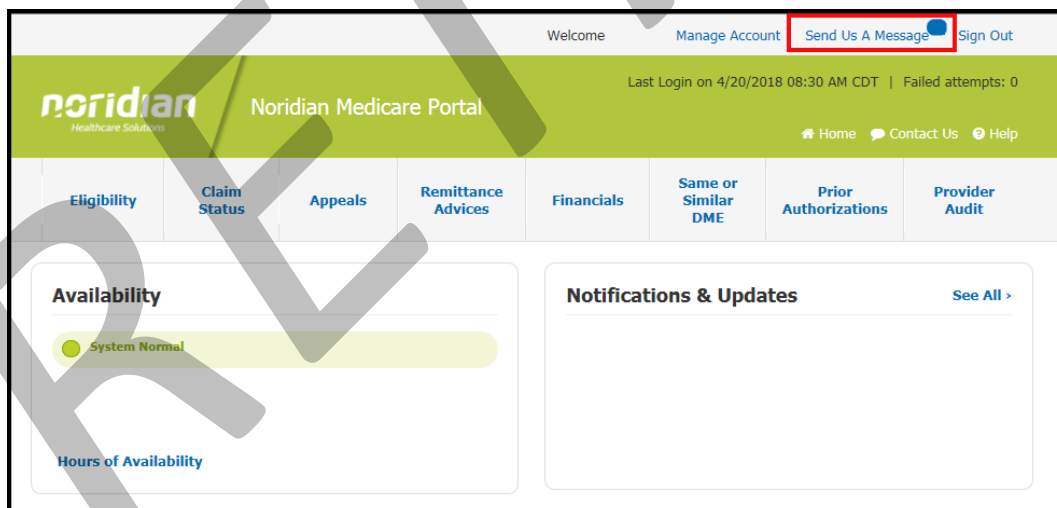 Welcome Manage Account Send Us A Message Sign Out
Last Login on 4/20/2018 08:30 AM CDT | Failed attempts: 0
noridian
Healthcare Solutions
Noridian Medicare Portal
Home Contact Us Help
Eligibility
Claim
Status
Appeals
Remittance
Advices
Financials
Same or
Similar
DME
Prior
Authorizations
Provider
Audit
Availability
System Normal
Hours of Availability
Notifications & Updates
See All ›